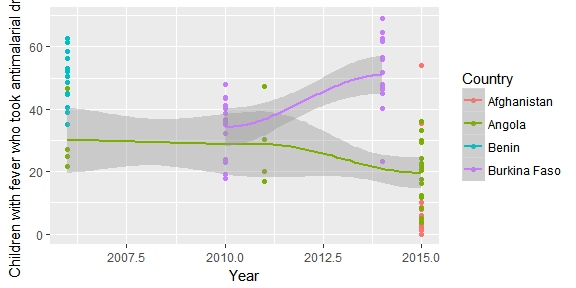 Children with fever who took antimalarial dr
60
40
20
0
2007.5
2010.0
2012.5
2015.0
Year
Country
Afghanistan
Angola
Benin
Burkina Faso